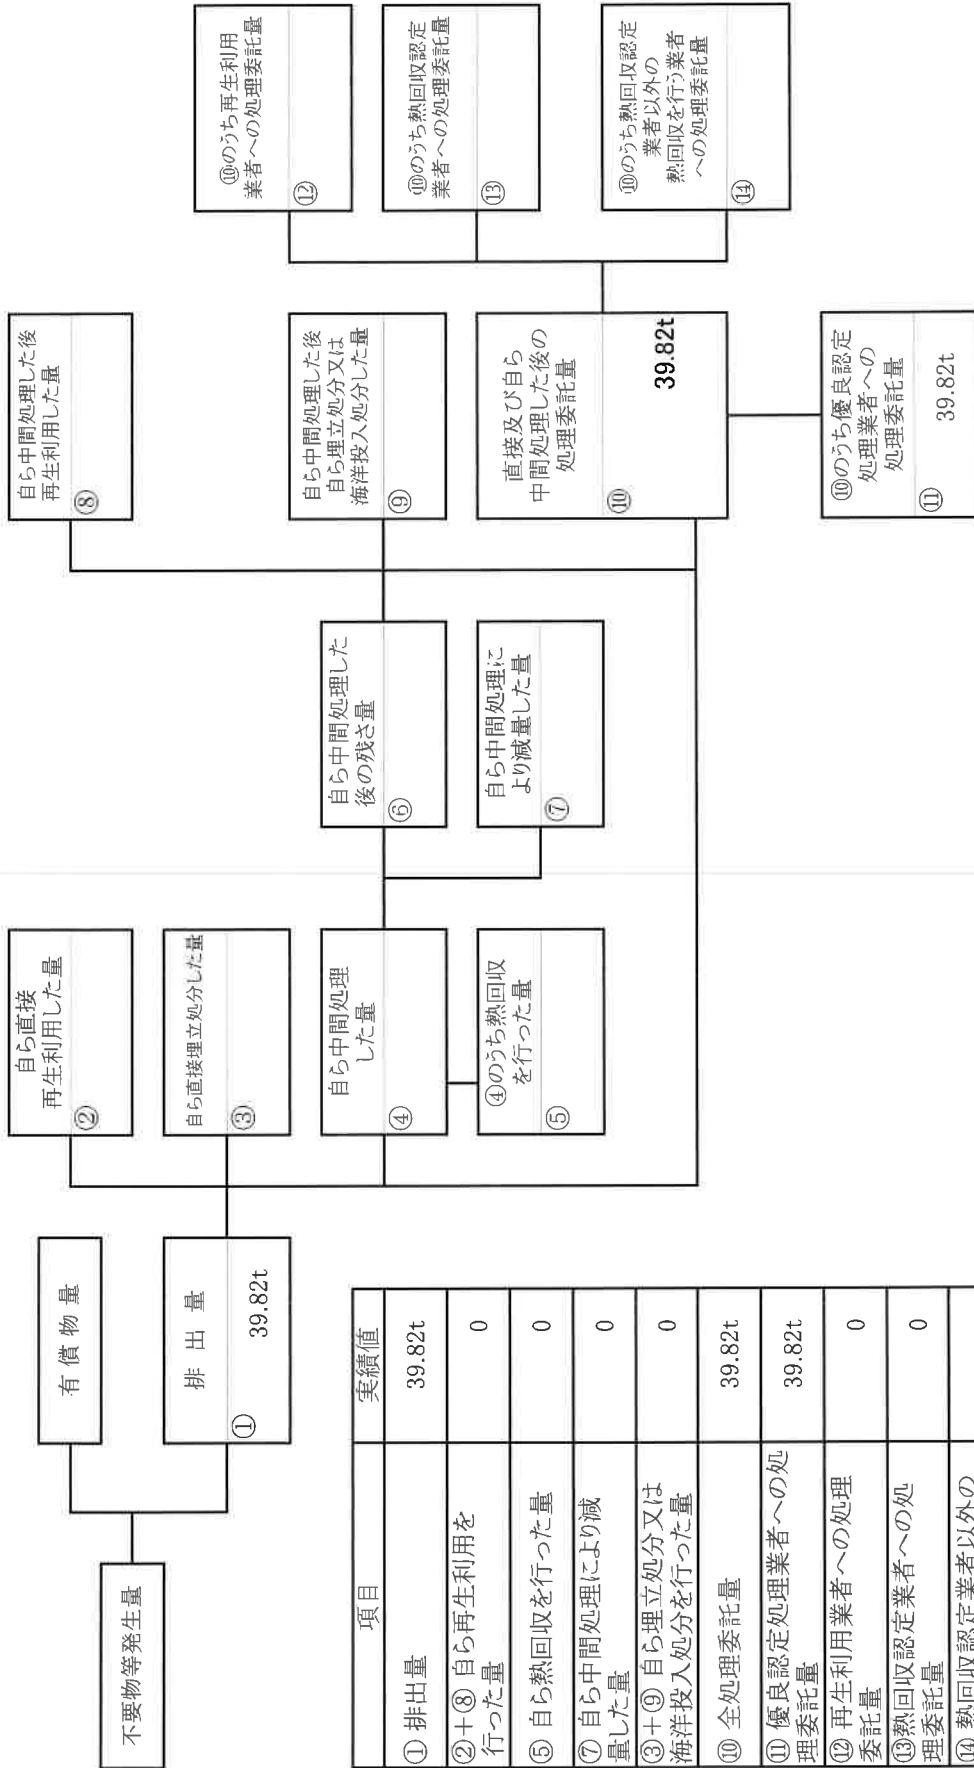 不要物等発生量
有償物量
排出量
①
39.82t
自ら直接
再生利用した量
②
自ら直接埋立処分した量
③
自ら中間処理
した量
④
④のうち熱回収
を行った量
⑤
自ら中間処理した
後の残さ量
⑥
自ら中間処理に
より減量した量
⑦
自ら中間処理した後
再生利用した量
⑧
自ら中間処理した後
自ら埋立処分又は
海洋投入処分した量
⑨
直接及び自ら
中間処理した後の
処理委託量
⑩
39.82t
⑩のうち優良認定
処理業者への
処理委託量
⑪
39.82t
⑩のうち再生利用
業者への処理委託量
⑫
⑩のうち熱回収認定
業者への処理委託量
⑬
⑩のうち熱回収認定
業者以外の
熱回収を行う業者
への処理委託量
⑭
項目 実績値
① 排出量 39.82t
②+⑧ 自ら再生利用を
行った量 0
⑤ 自ら熱回収を行った量 0
⑦ 自ら中間処理により減
量した量 0
③+⑨ 自ら埋立処分又は
海洋投入処分を行った量 0
⑩ 全処理委託量 39.82t
⑪ 優良認定処理業者への処
理委託量 39.82t
⑫ 再生利用業者への処理
委託量 0
⑬熱回収認定業者への処
理委託量 0
⑭ 熱回収認定業者以外の